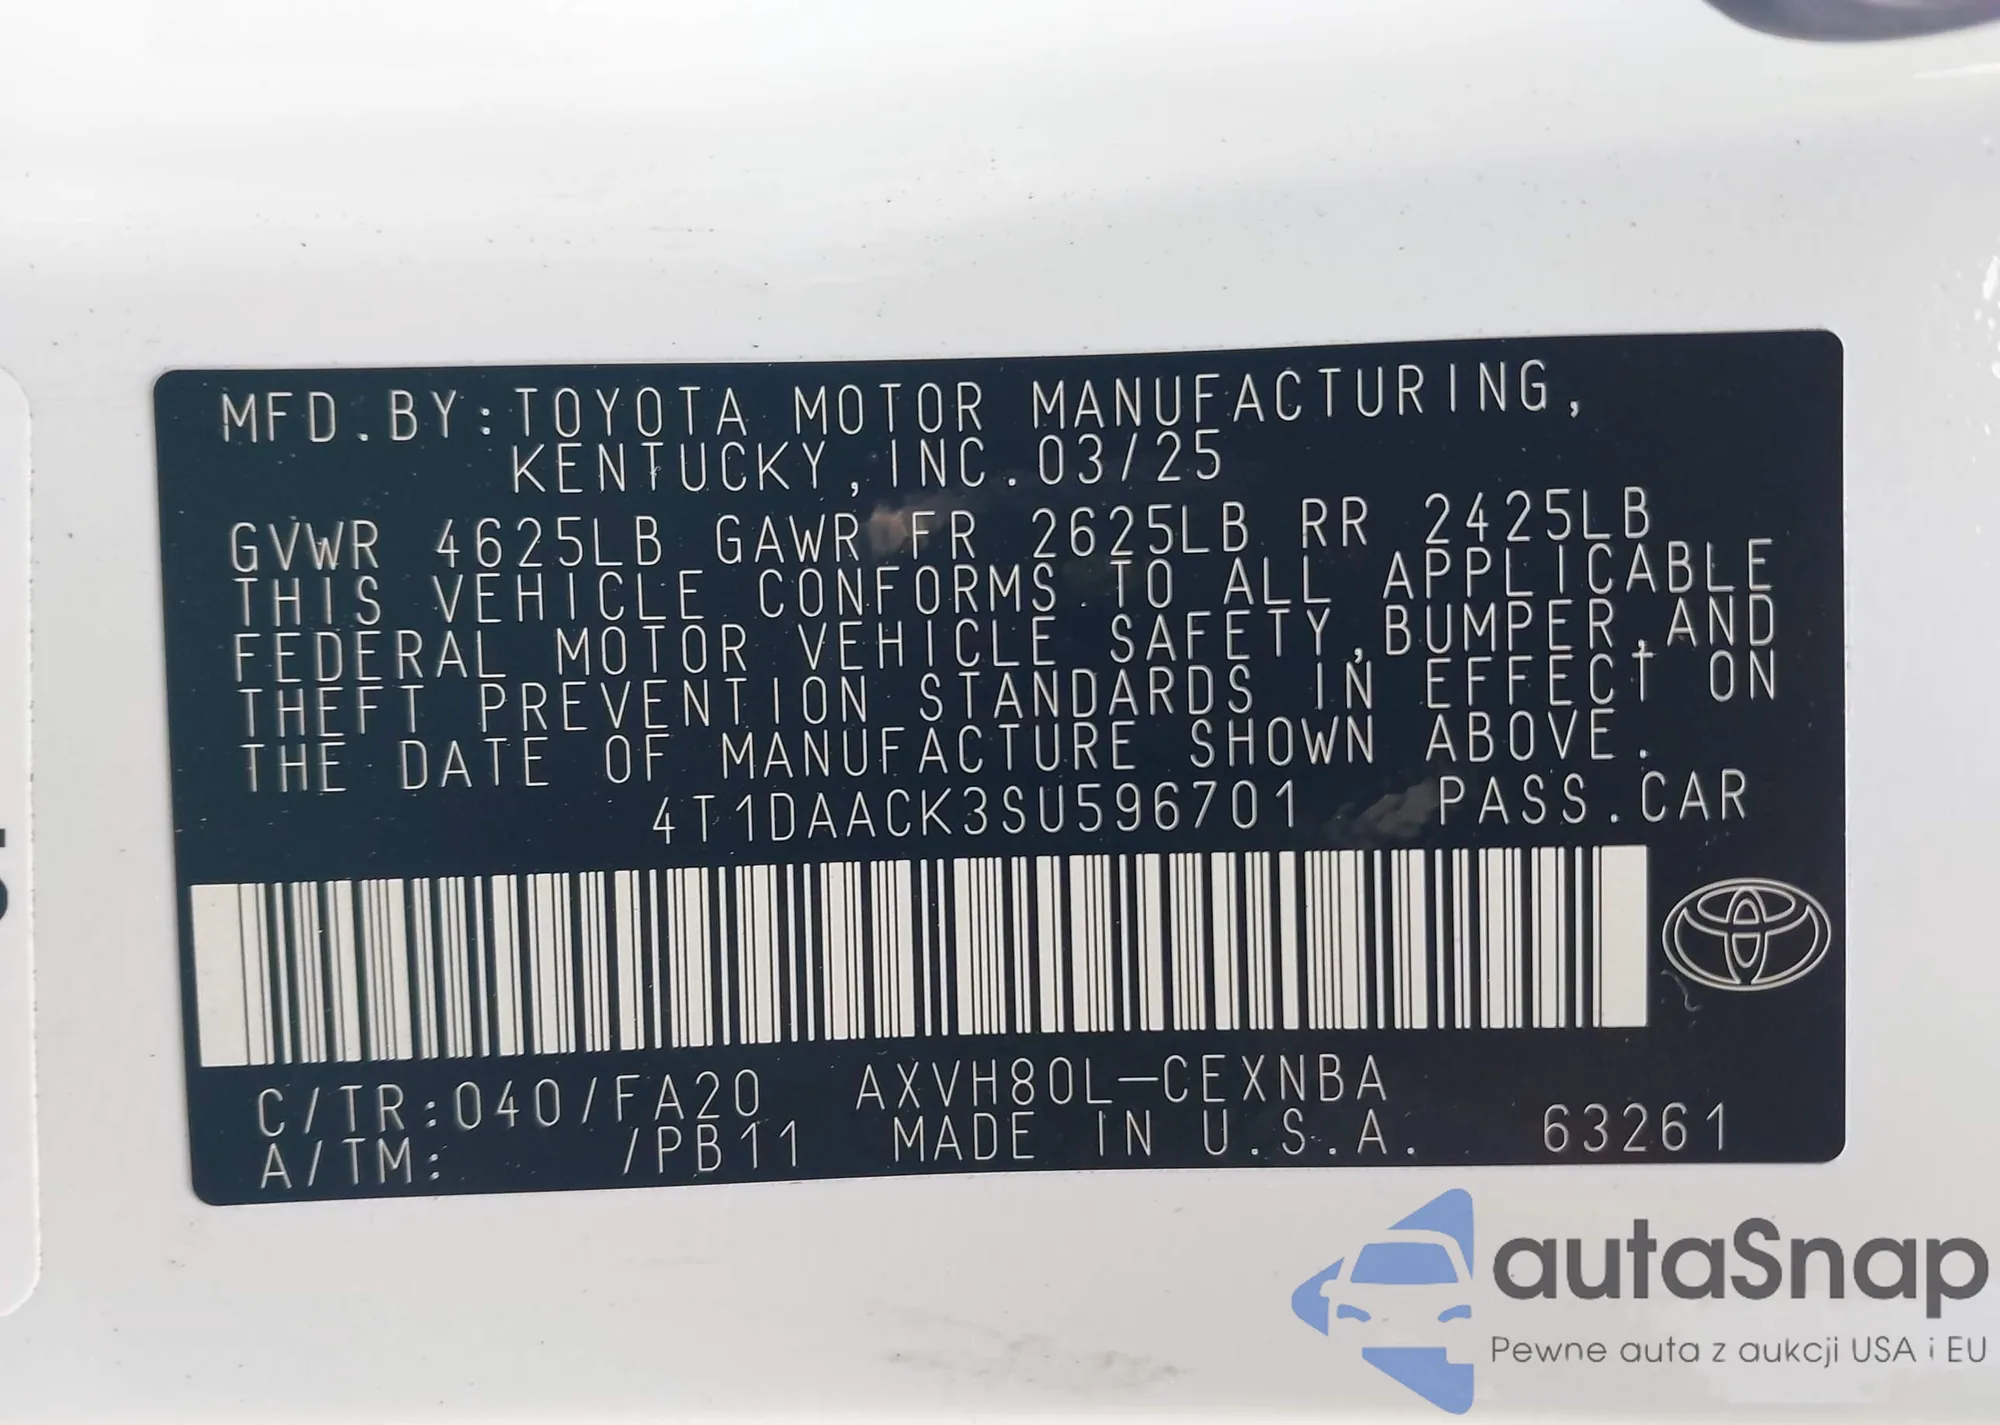 MFD.BY:TOYOTA MOTOR MANUFACTURING,
KENTUCKY,INC.03/25
GVWR 4625LB GAWR FR 2625LB RR 2425LB
THIS VEHICLE CONFORMS TO ALL APPLICABLE
FEDERAL MOTOR VEHICLE SAFETY,BUMPER,AND
THEFT PREVENTION STANDARDS IN EFFECT ON
THE DATE OF MANUFACTURE SHOWN ABOVE.
4T1DAACK3SU596701 PASS.CAR
C/TR:040/FA20 AXVH80L-CEXNBA
A/TM: /PB11 MADE IN U.S.A. 63261
autaSnap
Pewne auta z aukcji USA i EU